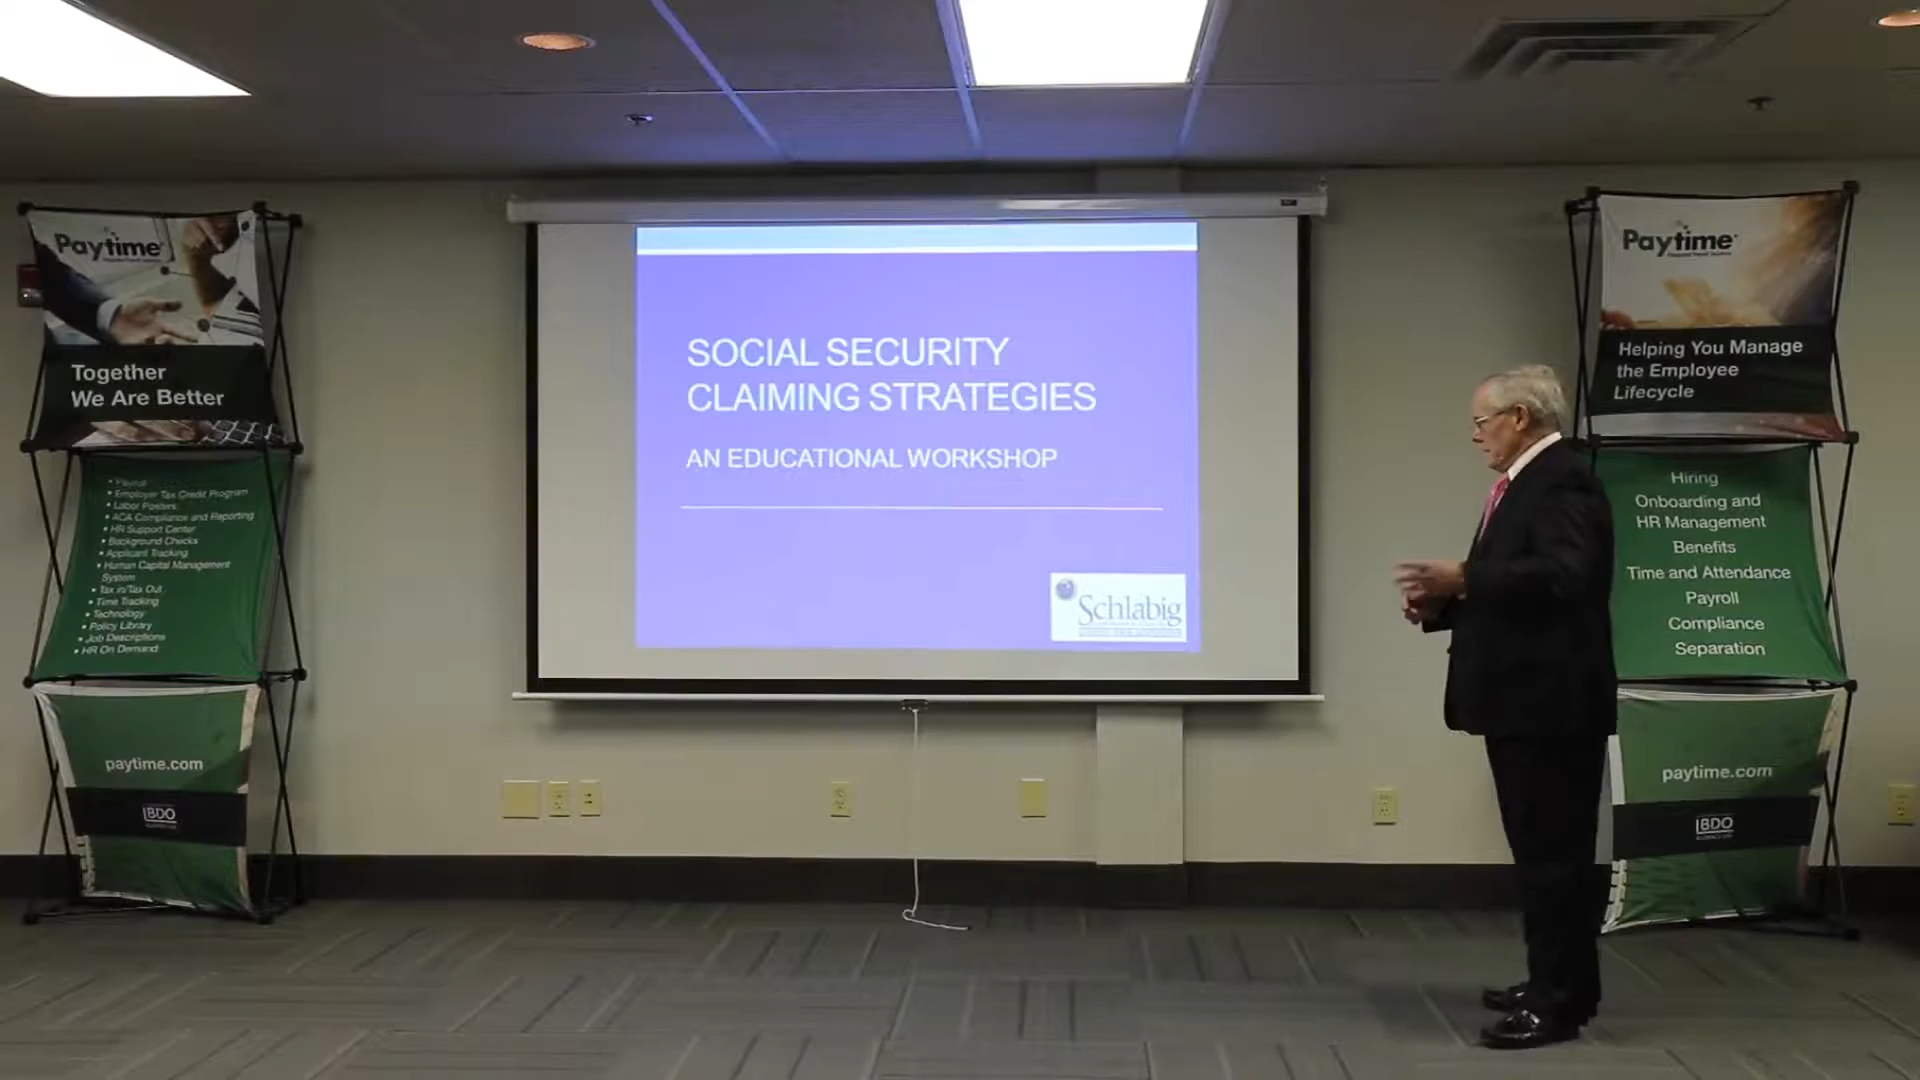 Paytime
Together
We Are Better
• Payroll
• Employer Tax Credit Program
• Labor Posters
• ACA Compliance and Reporting
• HR Support Center
• Background Checks
• Applicant Tracking
• Human Capital Management
System
• Tax in/Tax Out
• Time Tracking
• Technology
• Policy Library
• Job Descriptions
• HR On Demand
paytime.com
BDO
SOCIAL SECURITY
CLAIMING STRATEGIES
AN EDUCATIONAL WORKSHOP
Schlabig
Paytime
Helping You Manage
the Employee
Lifecycle
Hiring
Onboarding and
HR Management
Benefits
Time and Attendance
Payroll
Compliance
Separation
paytime.com
BDO